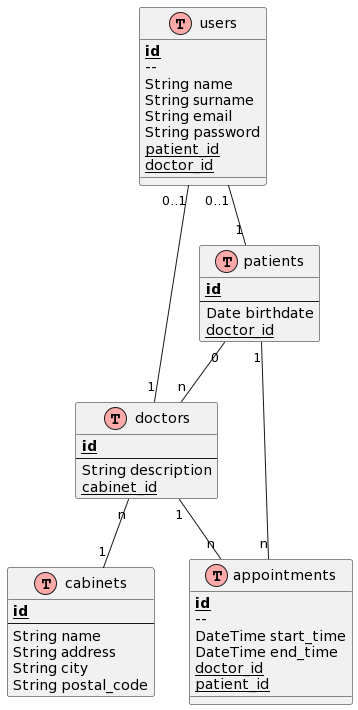 T users
id
--
String name
String surname
String email
String password
patient_id
doctor_id
0..1
0..1
1
T patients
id
Date birthdate
doctor_id
0
1
n
1
T doctors
id
String description
cabinet_id
n
1
1
n
n
T cabinets
id
String name
String address
String city
String postal_code
T appointments
id
--
DateTime start_time
DateTime end_time
doctor_id
patient_id